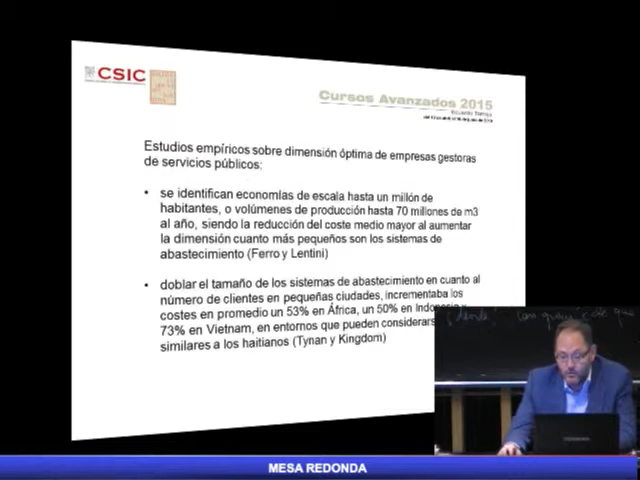 CSIC
Cursos Avanzados 2015
Estudios empíricos sobre dimensión óptima de empresas gestoras
de servicios públicos:
• se identifican economías de escala hasta un millón de
habitantes, o volúmenes de producción hasta 70 millones de m3
al año, siendo la reducción del coste medio mayor al aumentar
la dimensión cuanto más pequeños son los sistemas de
abastecimiento (Ferro y Lentini)
• doblar el tamaño de los sistemas de abastecimiento en cuanto al
número de clientes en pequeñas ciudades, incrementaba los
costes en promedio un 53% en África, un 50% en Indonesia y
73% en Vietnam, en entornos que pueden
similares a los haitianos (Tynan y Kingdom)
MESA REDONDA